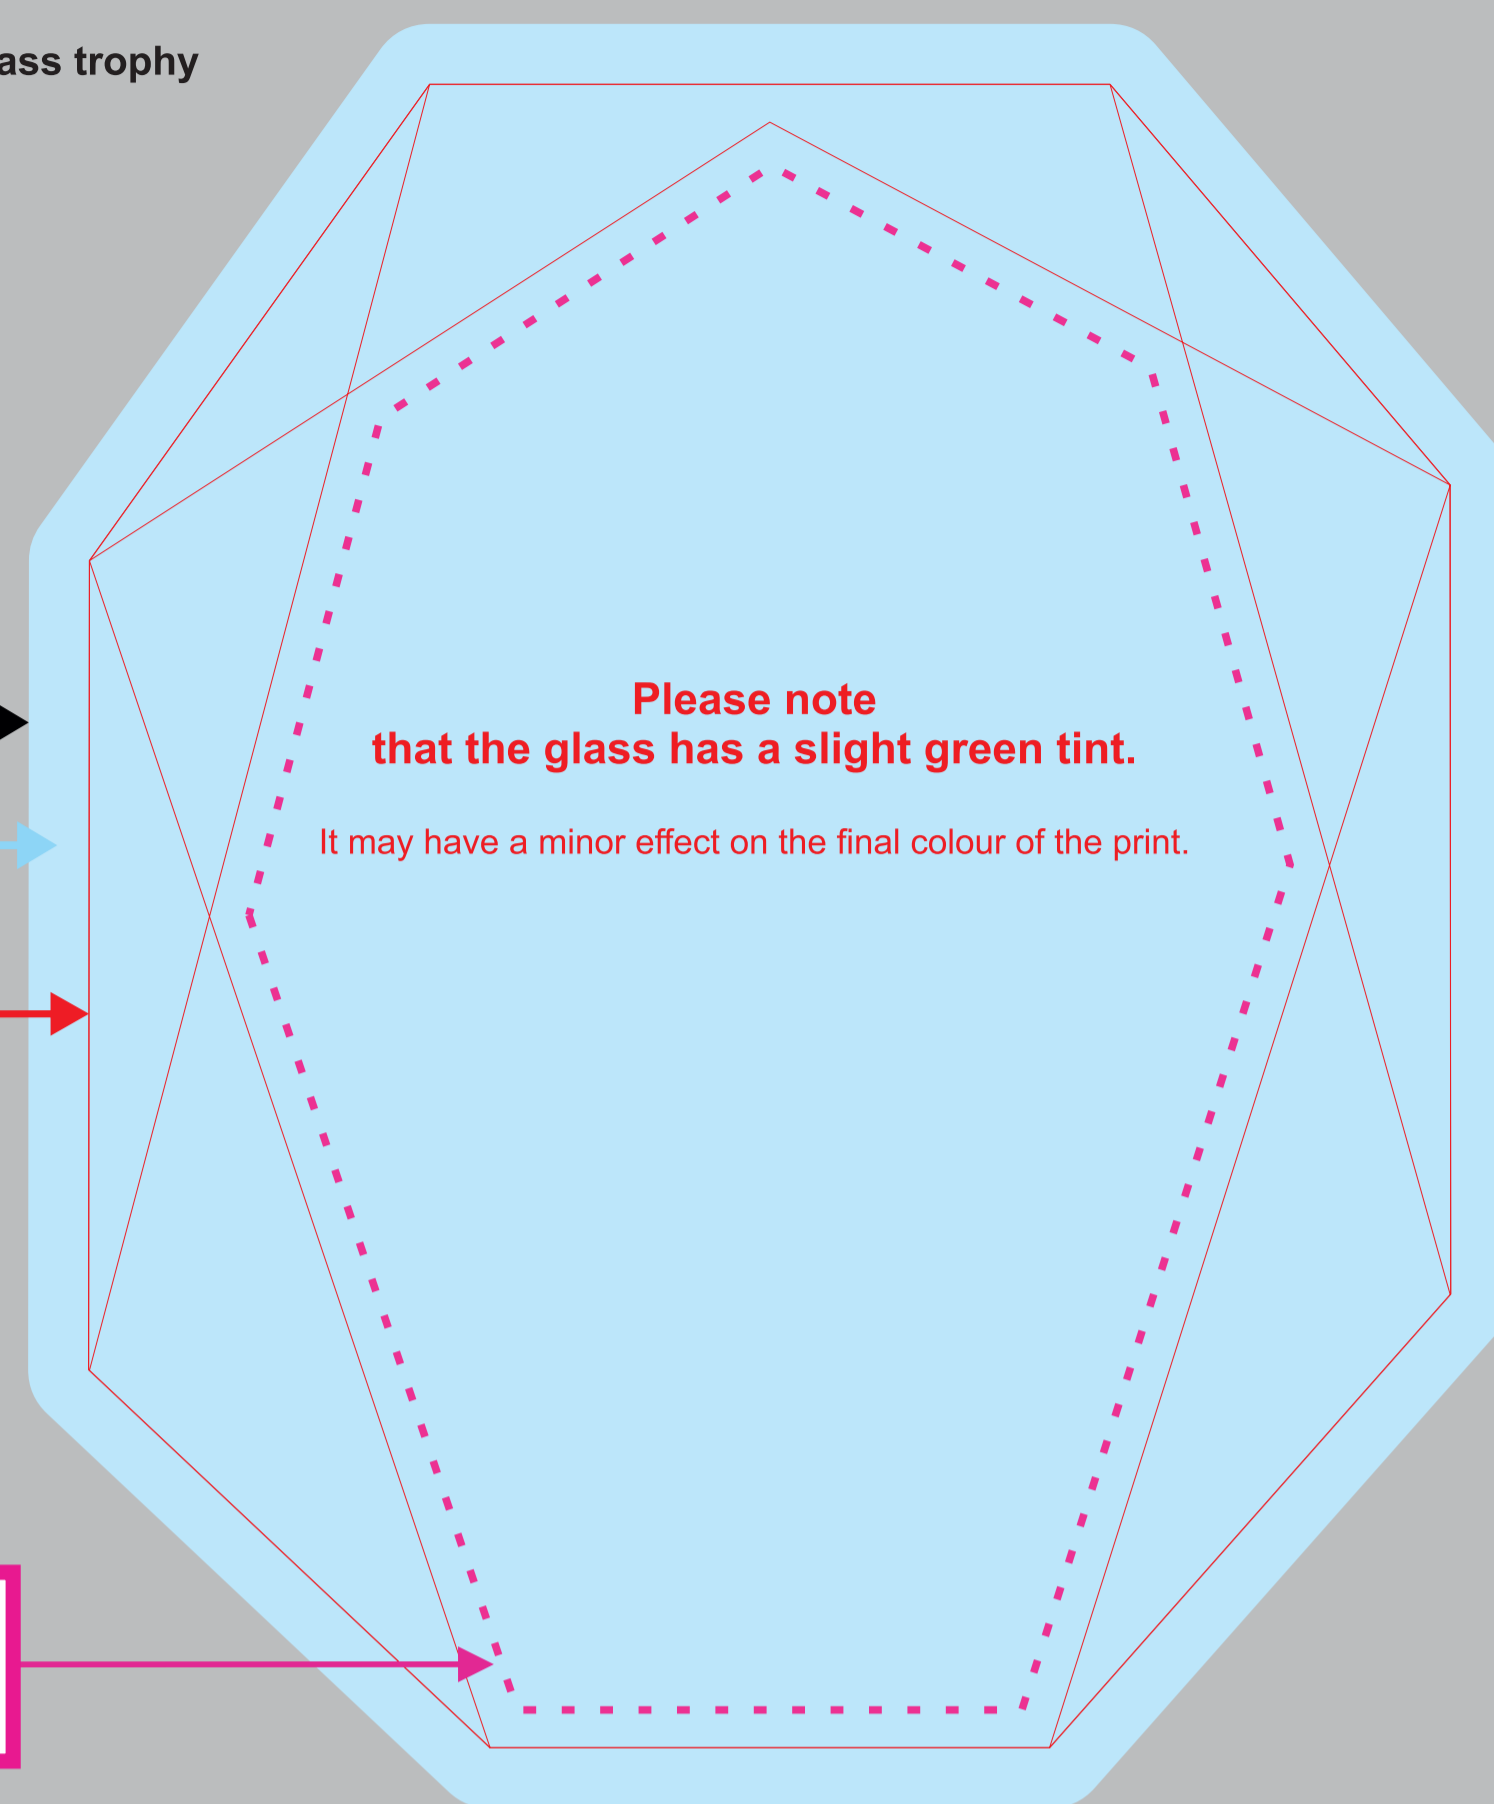 trophy
Please note
that the glass has a slight green tint.
It may have a minor effect on the final colour of the print.